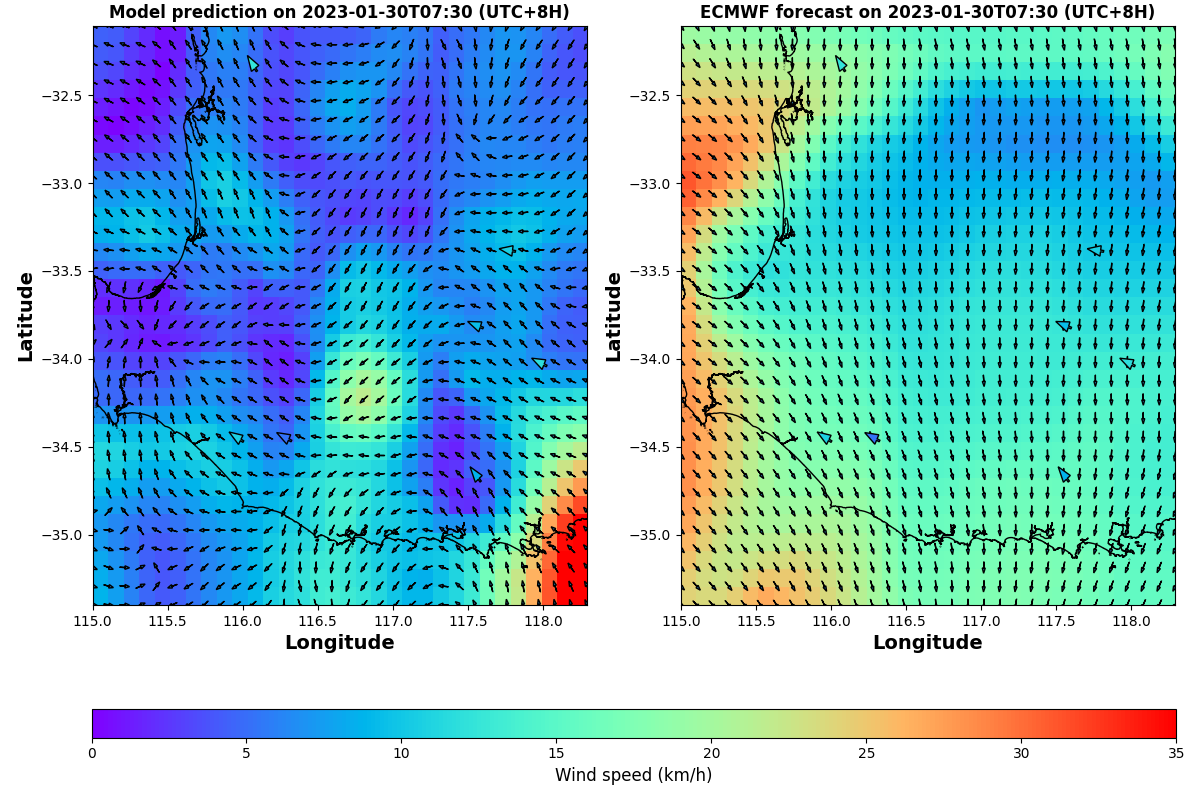 Model prediction on 2023-01-30T07:30 (UTC+8H)
ECMWF forecast on 2023-01-30T07:30 (UTC+8H)
−32.5
−33.0
−33.5
−34.0
−34.5
−35.0
Latitude
115.0 115.5 116.0 116.5 117.0 117.5 118.0
Longitude
−32.5
−33.0
−33.5
−34.0
−34.5
−35.0
Latitude
115.0 115.5 116.0 116.5 117.0 117.5 118.0
Longitude
0 5 10 15 20 25 30 35
Wind speed (km/h)